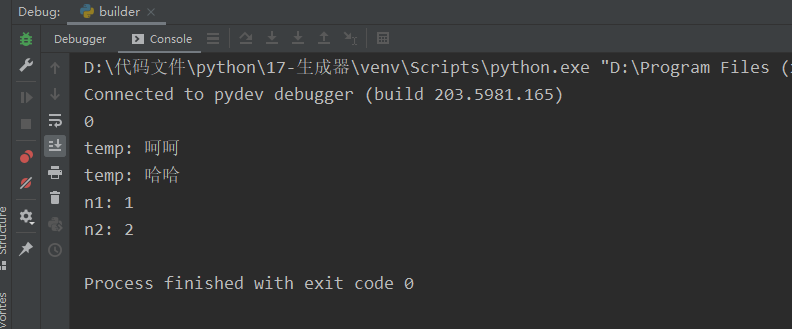 Debug: builder
Debugger Console
D:\代码文件\python\17-生成器\venv\Scripts\python.exe "D:\Program Files (
Connected to pydev debugger (build 203.5981.165)
0
temp: 呵呵
temp: 哈哈
n1: 1
n2: 2
Process finished with exit code 0
Structure